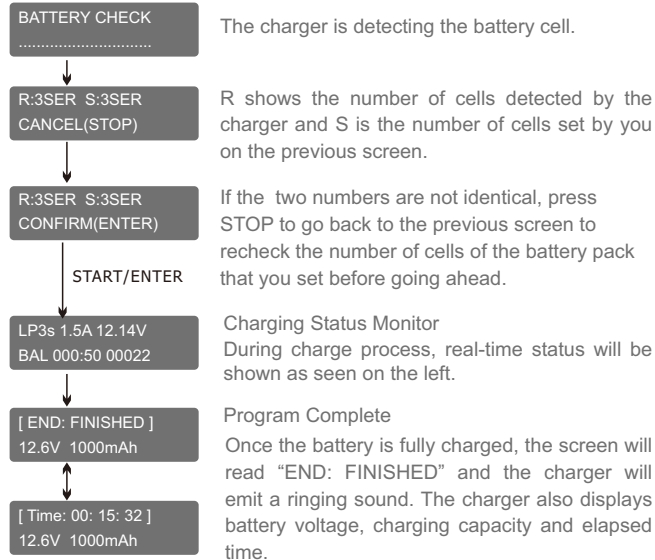 BATTERY CHECK
..............................
The charger is detecting the battery cell.
R:3SER S:3SER
CANCEL(STOP)
R shows the number of cells detected by the
charger and S is the number of cells set by you
on the previous screen.
R:3SER S:3SER
CONFIRM(ENTER)
If the two numbers are not identical, press
STOP to go back to the previous screen to
recheck the number of cells of the battery pack
that you set before going ahead.
START/ENTER
LP3s 1.5A 12.14V
BAL 000:50 00022
Charging Status Monitor
During charge process, real-time status will be
shown as seen on the left.
[ END: FINISHED ]
12.6V 1000mAh
Program Complete
Once the battery is fully charged, the screen will
read “END: FINISHED” and the charger will
emit a ringing sound. The charger also displays
battery voltage, charging capacity and elapsed
time.
[ Time: 00: 15: 32 ]
12.6V 1000mAh